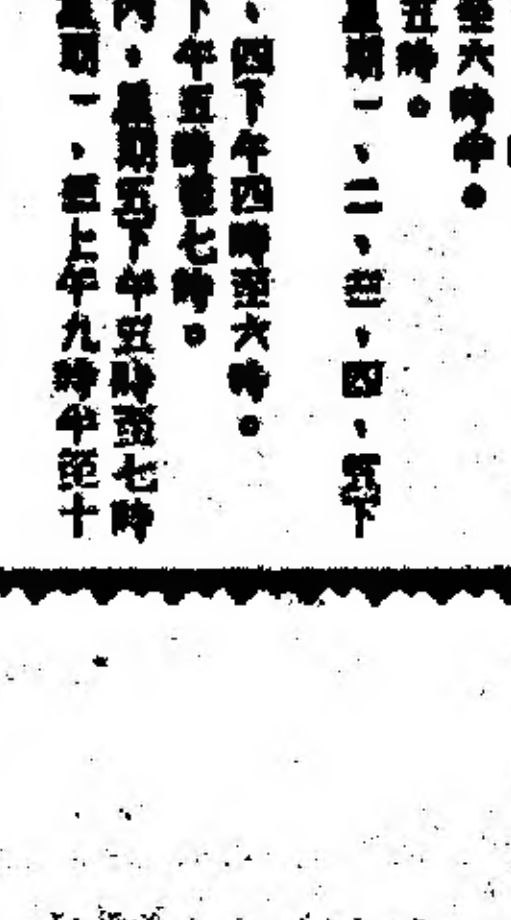 至六時半。
五時。
星期一、二、三、四、五下
、四下午四時至六時。
下午五時至七時。
内、星期五下午五時至七時
星期一、四上午九時半至十